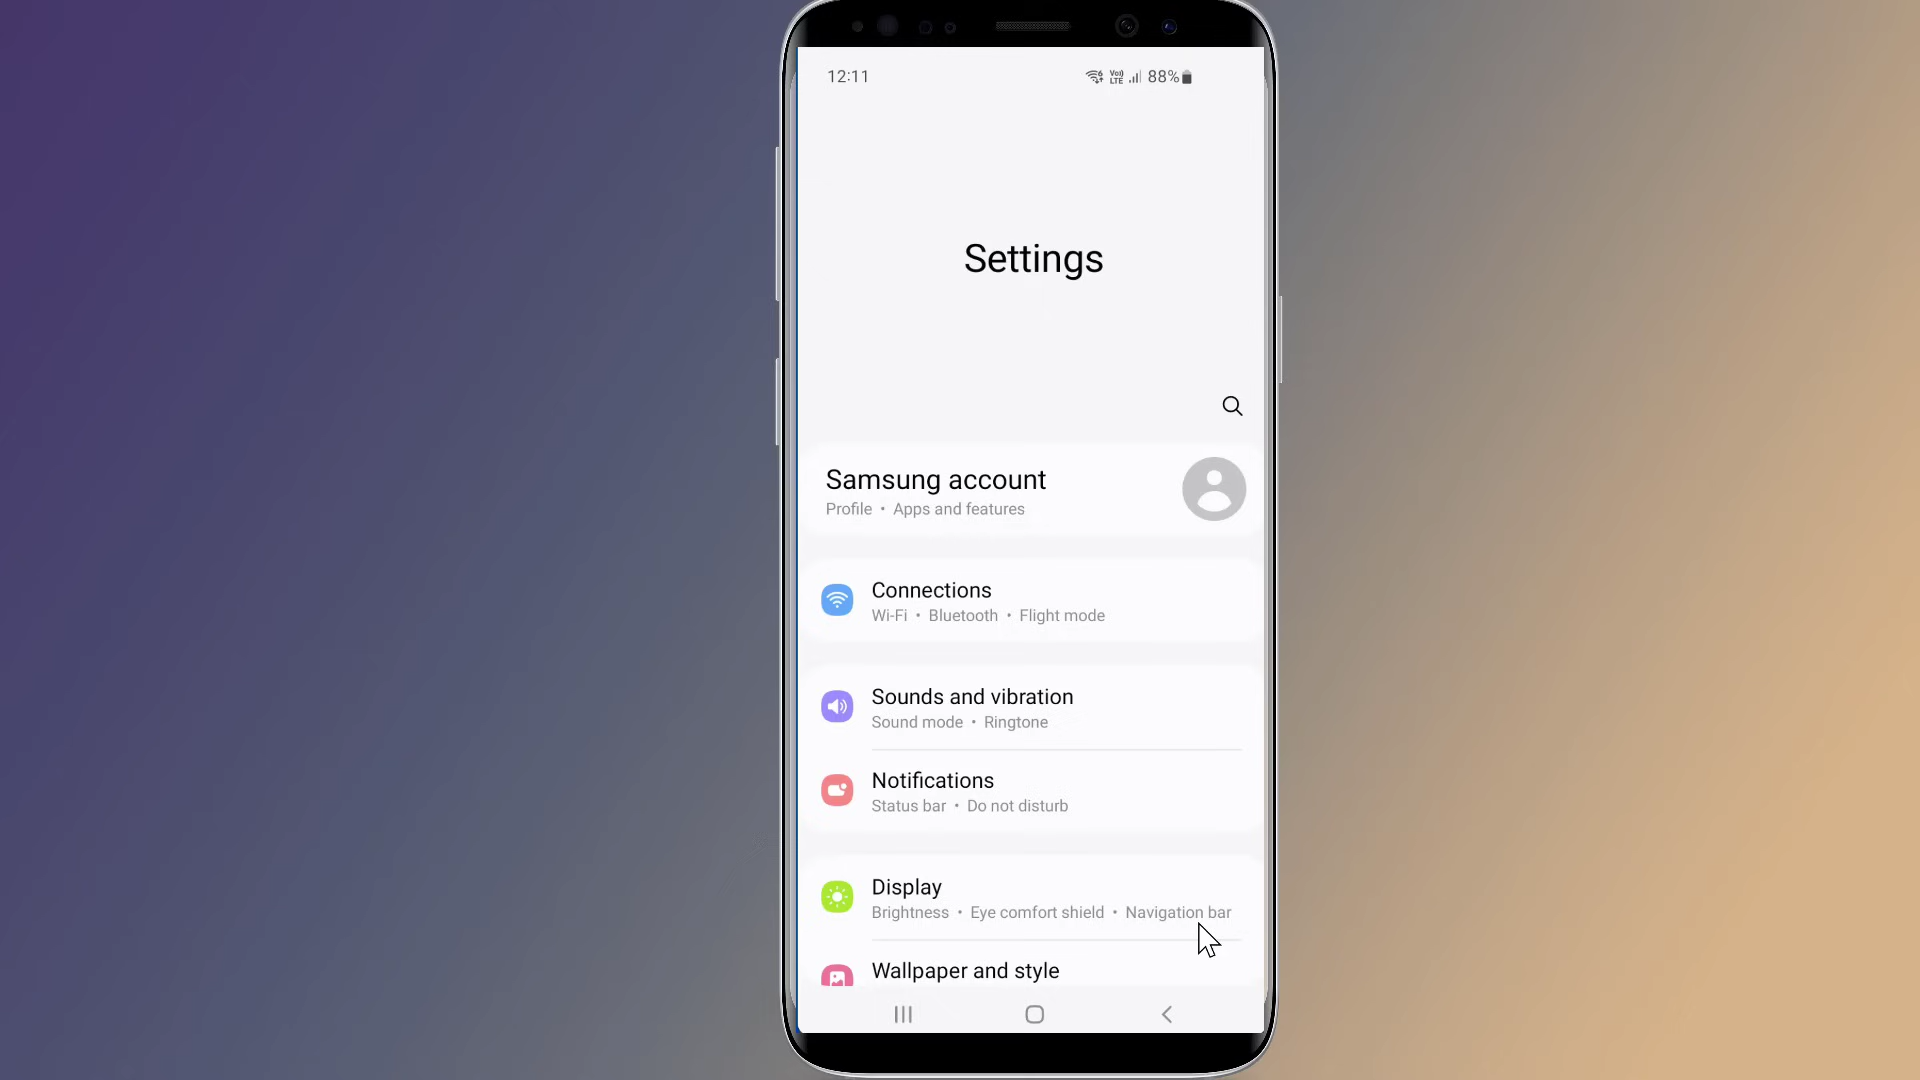 12:11 Vo) LTE 88%
Settings
Samsung account
Profile • Apps and features
Connections
Wi-Fi • Bluetooth • Flight mode
Sounds and vibration
Sound mode • Ringtone
Notifications
Status bar • Do not disturb
Display
Brightness • Eye comfort shield • Navigation bar
Wallpaper and style